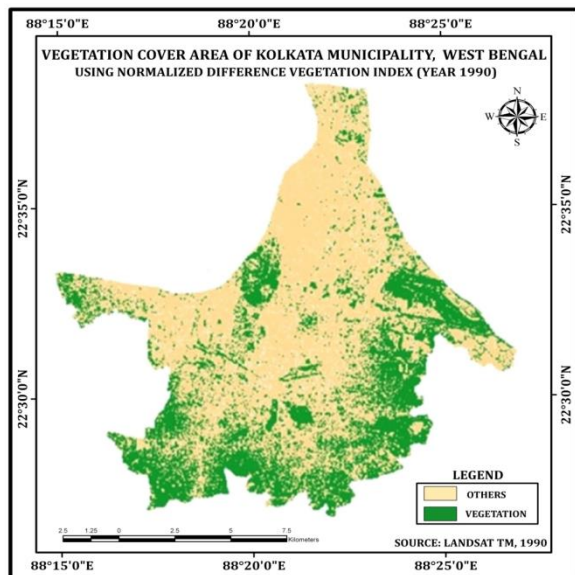 88°15'0"E 88°20'0"E 88°25'0"E
VEGETATION COVER AREA OF KOLKATA MUNICIPALITY, WEST BENGAL
USING NORMALIZED DIFFERENCE VEGETATION INDEX (YEAR 1990)
N
W E
S
22°35'0"N 22°35'0"N
22°30'0"N 22°30'0"N
LEGEND
OTHERS
VEGETATION
2.5 1.25 0 2.5 5 7.5
Kilometers
SOURCE: LANDSAT TM, 1990
88°15'0"E 88°20'0"E 88°25'0"E